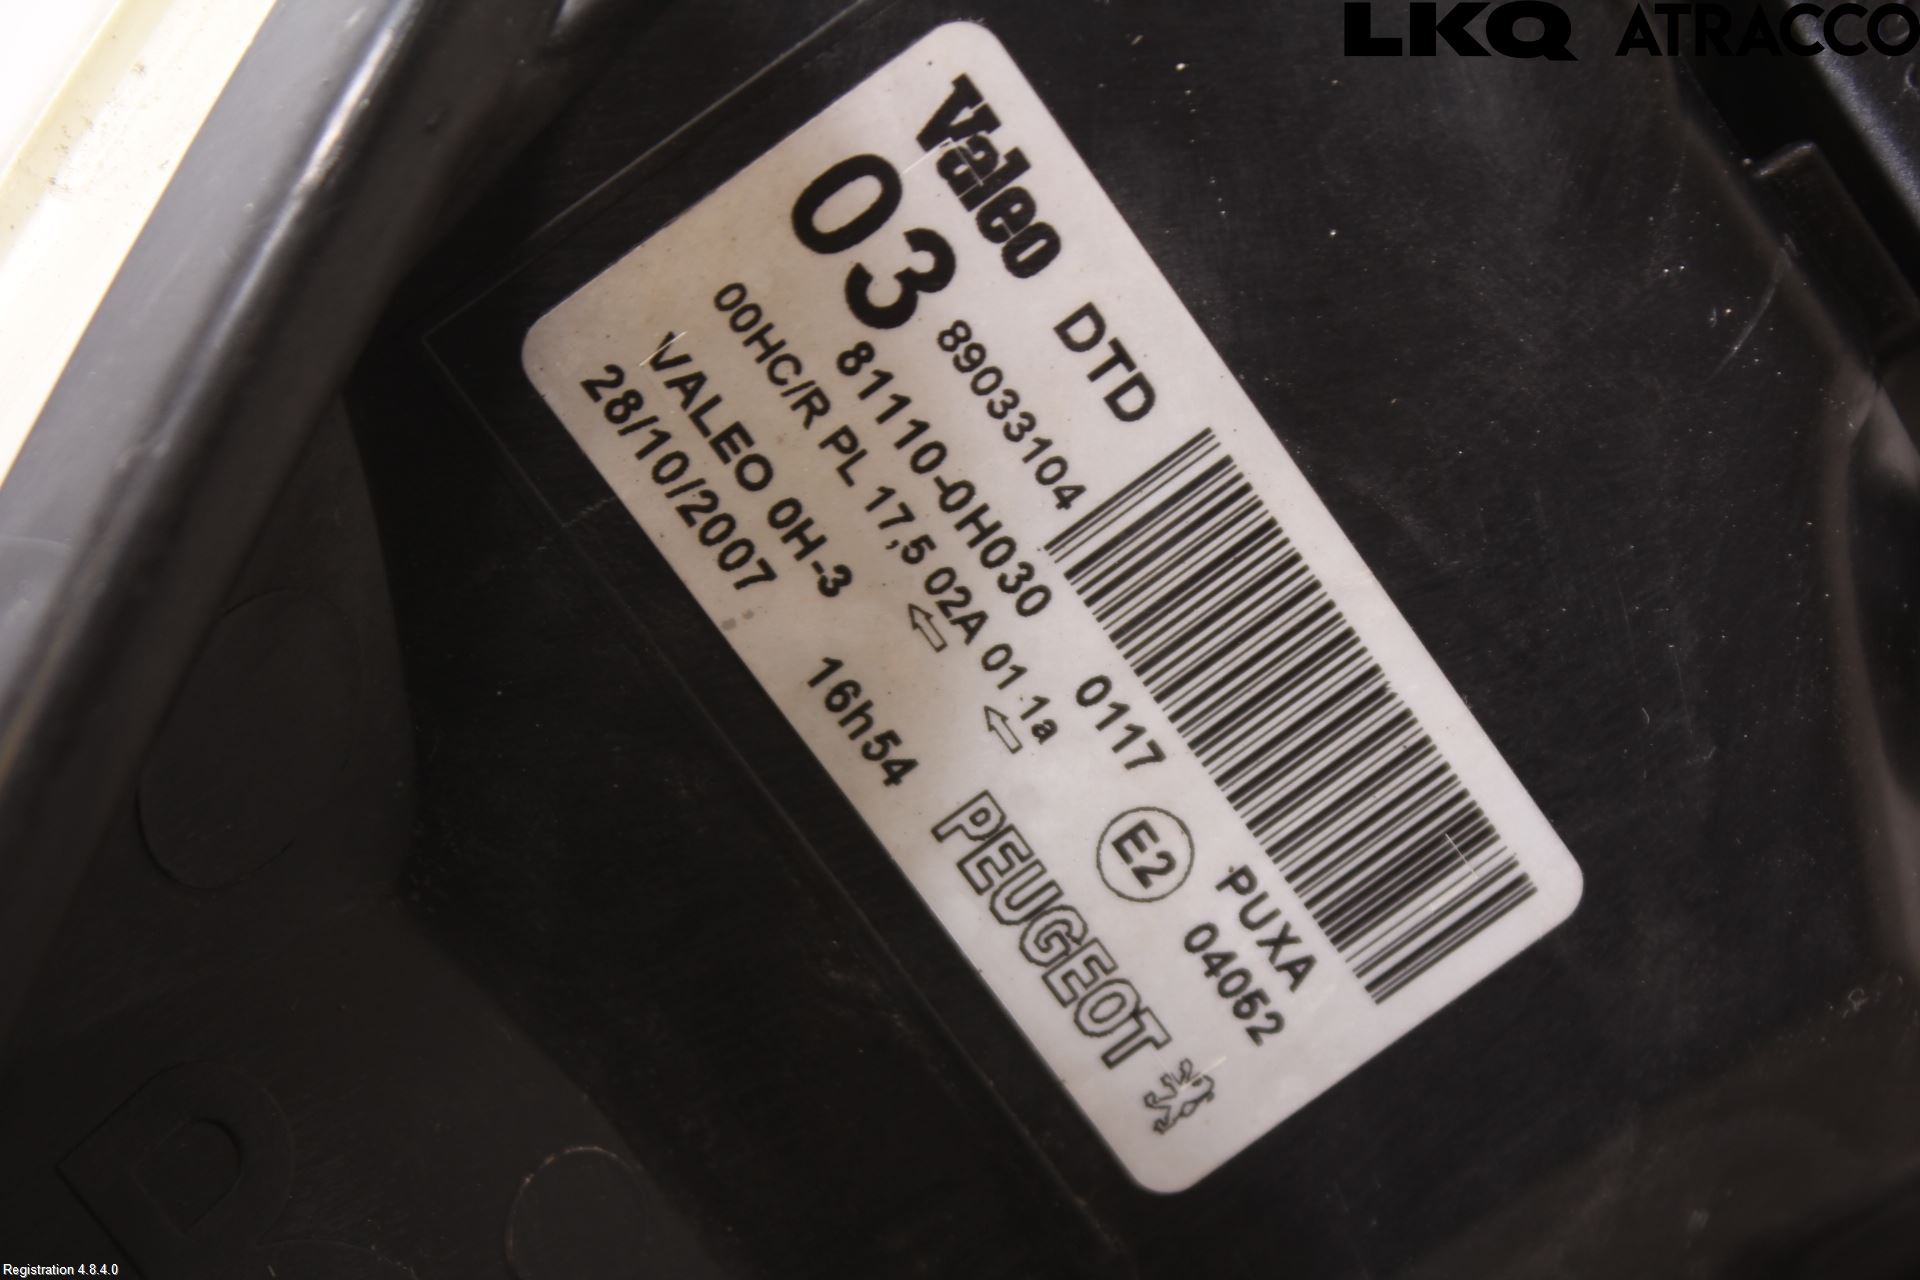 LKQ ATRACCO
Valeo DTD
03 89033104
81110-0H030 0117 PUXA
00HC/R PL 17,5 02A 01 1a E2 04052
VALEO 0H-3
28/10/2007 16h54 PEUGEOT
Registration 4.8.4.0